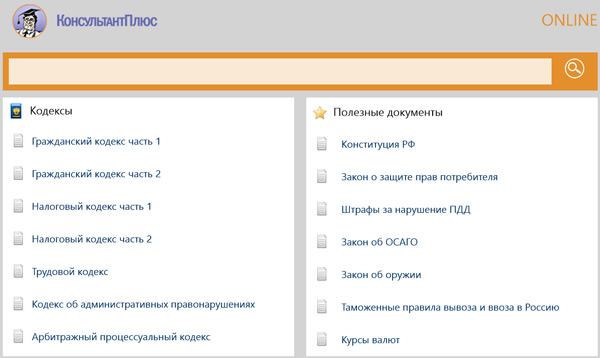 КонсультантПлюс
ONLINE
Кодексы
Гражданский кодекс часть 1
Гражданский кодекс часть 2
Налоговый кодекс часть 1
Налоговый кодекс часть 2
Трудовой кодекс
Кодекс об административных правонарушениях
Арбитражный процессуальный кодекс
Полезные документы
Конституция РФ
Закон о защите прав потребителя
Штрафы за нарушение ПДД
Закон об ОСАГО
Закон об оружии
Таможенные правила вывоза и ввоза в Россию
Курсы валют